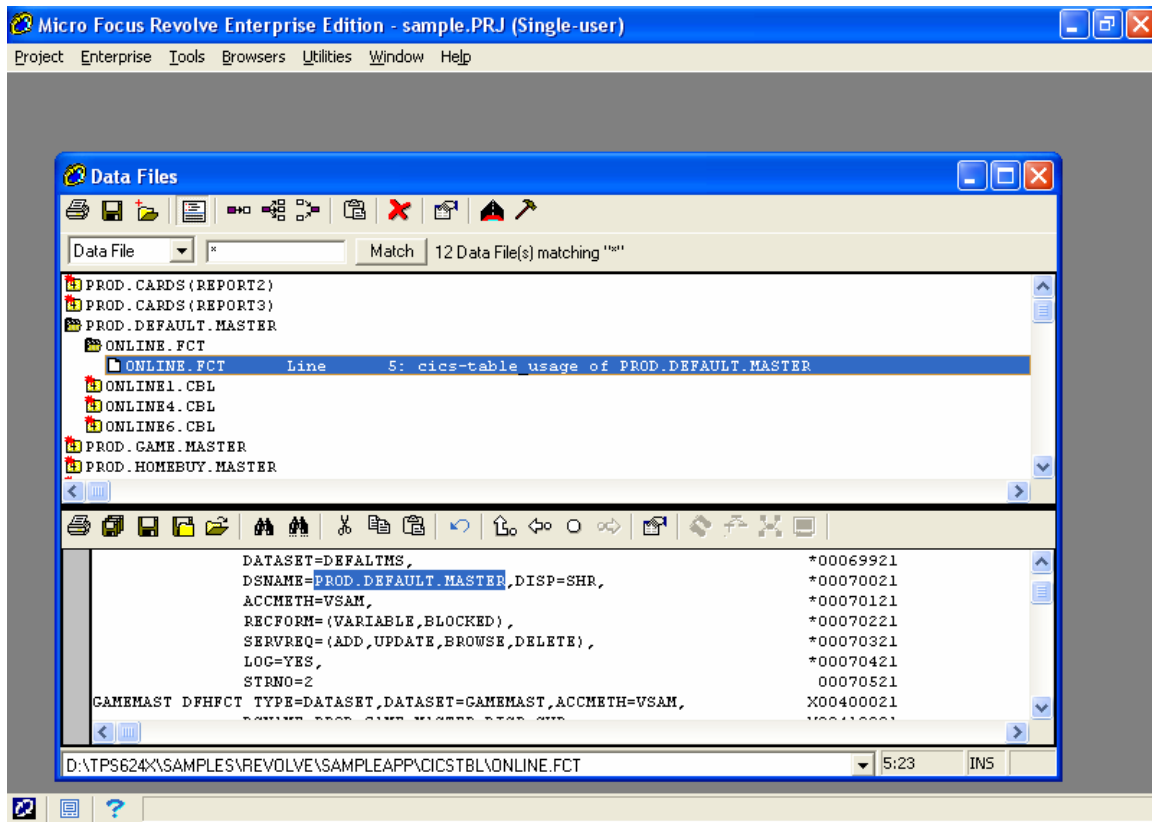 Micro Focus Revolve Enterprise Edition - sample.PRJ (Single-user)
Project Enterprise Tools Browsers Utilities Window Help
Data Files
Data File * Match 12 Data File(s) matching "*"
PROD.CARDS(REPORT2)
PROD.CARDS(REPORT3)
PROD.DEFAULT.MASTER
ONLINE.FCT
ONLINE.FCT Line 5: cics-table_usage of PROD.DEFAULT.MASTER
ONLINE1.CBL
ONLINE4.CBL
ONLINE6.CBL
PROD.GAME.MASTER
PROD.HOMEBUY.MASTER
DATASET=DEFALTMS, *00069921
DSNAME=PROD.DEFAULT.MASTER,DISP=SHR, *00070021
ACCMETH=VSAM, *00070121
RECFORM=(VARIABLE,BLOCKED), *00070221
SERVREQ=(ADD,UPDATE,BROWSE,DELETE), *00070321
LOG=YES, *00070421
STRNO=2 00070521
GAMEMAST DFHFCT TYPE=DATASET,DATASET=GAMEMAST,ACCMETH=VSAM, X00400021
D:\TPS624X\SAMPLES\REVOLVE\SAMPLEAPP\CICSTBL\ONLINE.FCT 5:23 INS